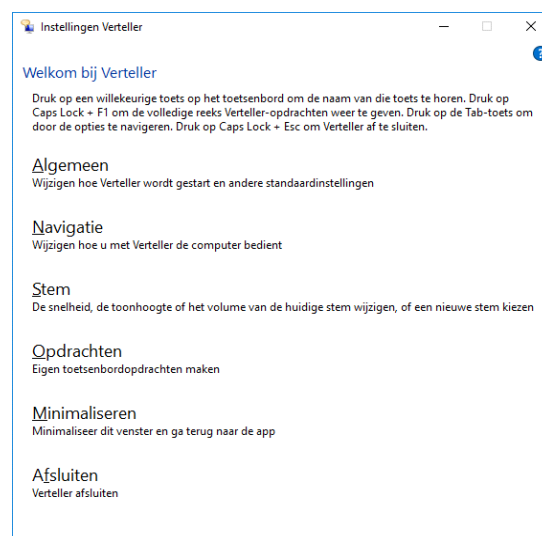 Instellingen Verteller
Welkom bij Verteller
Druk op een willekeurige toets op het toetsenbord om de naam van die toets te horen. Druk op
Caps Lock + F1 om de volledige reeks Verteller-opdrachten weer te geven. Druk op de Tab-toets om
door de opties te navigeren. Druk op Caps Lock + Esc om Verteller af te sluiten.
Algemeen
Wijzigen hoe Verteller wordt gestart en andere standaardinstellingen
Navigatie
Wijzigen hoe u met Verteller de computer bedient
Stem
De snelheid, de toonhoogte of het volume van de huidige stem wijzigen, of een nieuwe stem kiezen
Opdrachten
Eigen toetsenbordopdrachten maken
Minimaliseren
Minimaliseer dit venster en ga terug naar de app
Afsluiten
Verteller afsluiten